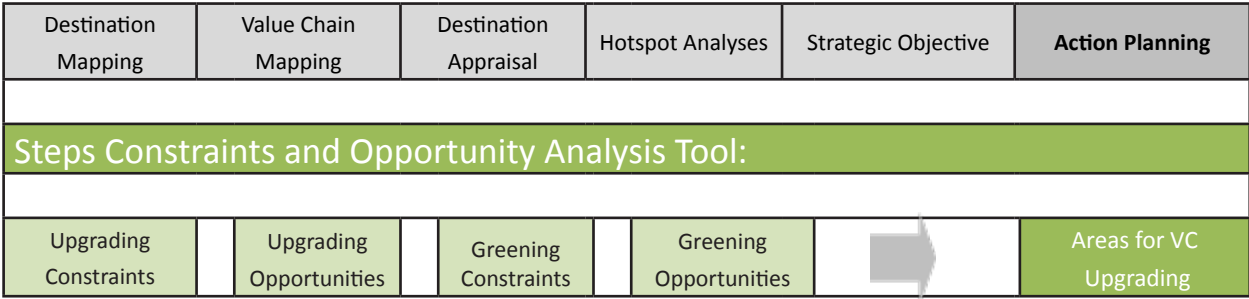 Destination
Mapping
Value Chain
Mapping
Destination
Appraisal
Hotspot Analyses
Strategic Objective
Action Planning
Steps Constraints and Opportunity Analysis Tool:
Upgrading
Constraints
Upgrading
Opportunities
Greening
Constraints
Greening
Opportunities
Areas for VC
Upgrading